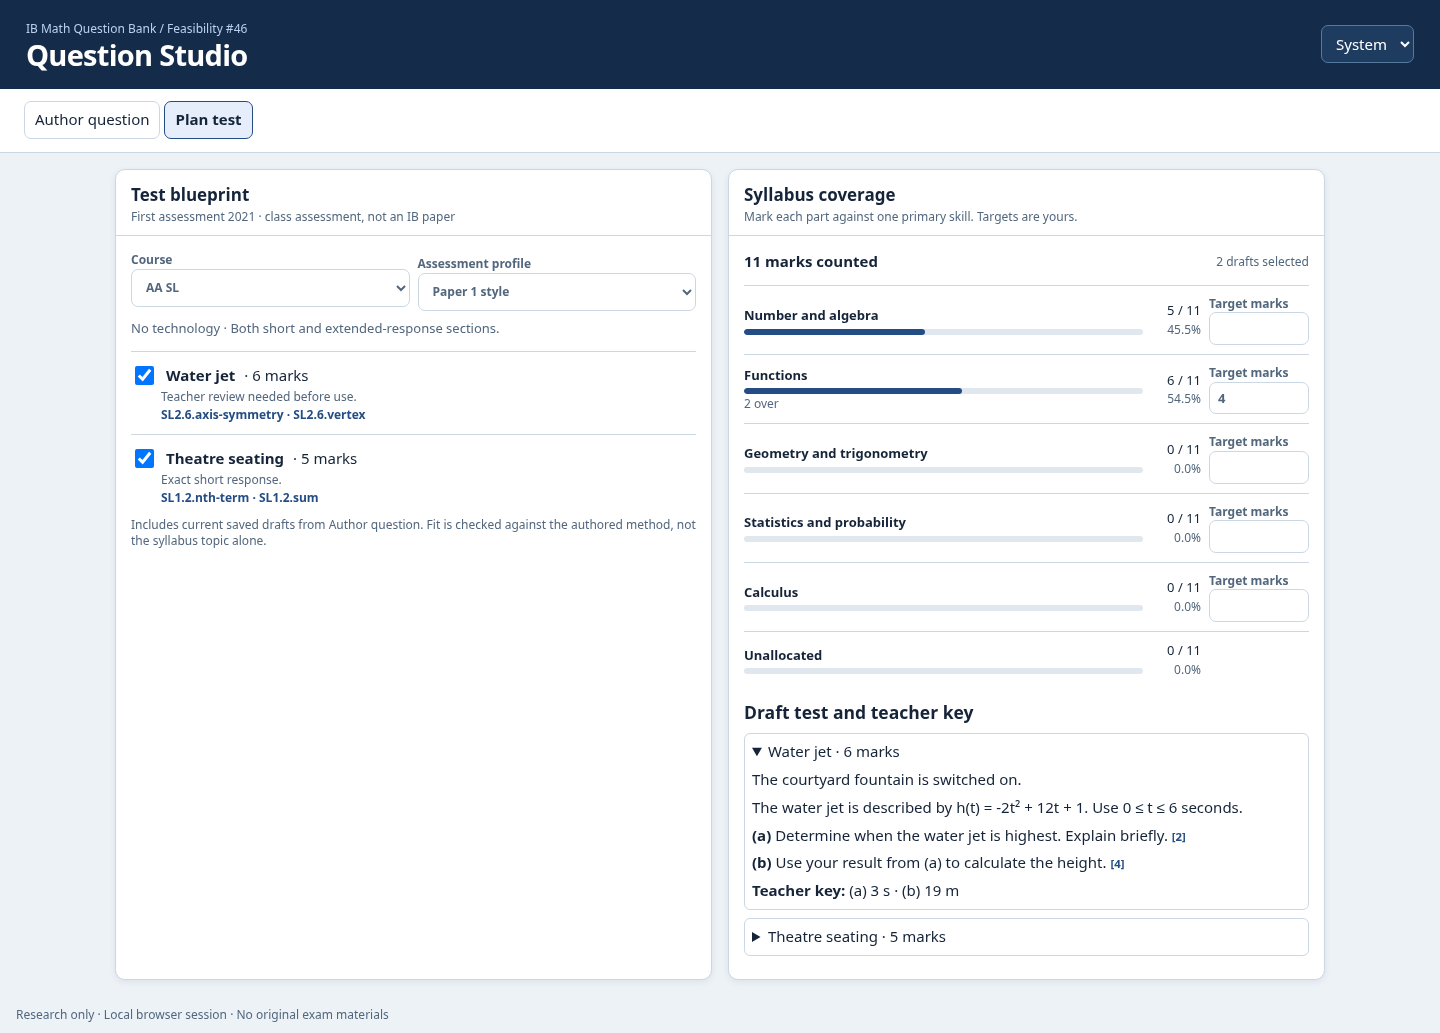 IB Math Question Bank / Feasibility #46
Question Studio
System
Author question
Plan test
Test blueprint
First assessment 2021 · class assessment, not an IB paper
Course
Assessment profile
AA SL
Paper 1 style
No technology · Both short and extended-response sections.
Water jet · 6 marks
Teacher review needed before use.
SL2.6.axis-symmetry · SL2.6.vertex
Theatre seating · 5 marks
Exact short response.
SL1.2.nth-term · SL1.2.sum
Includes current saved drafts from Author question. Fit is checked against the authored method, not
the syllabus topic alone.
Syllabus coverage
Mark each part against one primary skill. Targets are yours.
11 marks counted
2 drafts selected
Number and algebra
5 / 11
45.5%
Target marks
Functions
2 over
6 / 11
54.5%
Target marks
4
Geometry and trigonometry
0 / 11
0.0%
Target marks
Statistics and probability
0 / 11
0.0%
Target marks
Calculus
0 / 11
0.0%
Target marks
Unallocated
0 / 11
0.0%
Draft test and teacher key
Water jet · 6 marks
The courtyard fountain is switched on.
The water jet is described by h(t) = -2t² + 12t + 1. Use 0 ≤ t ≤ 6 seconds.
(a) Determine when the water jet is highest. Explain briefly. [2]
(b) Use your result from (a) to calculate the height. [4]
Teacher key: (a) 3 s · (b) 19 m
Theatre seating · 5 marks
Research only · Local browser session · No original exam materials